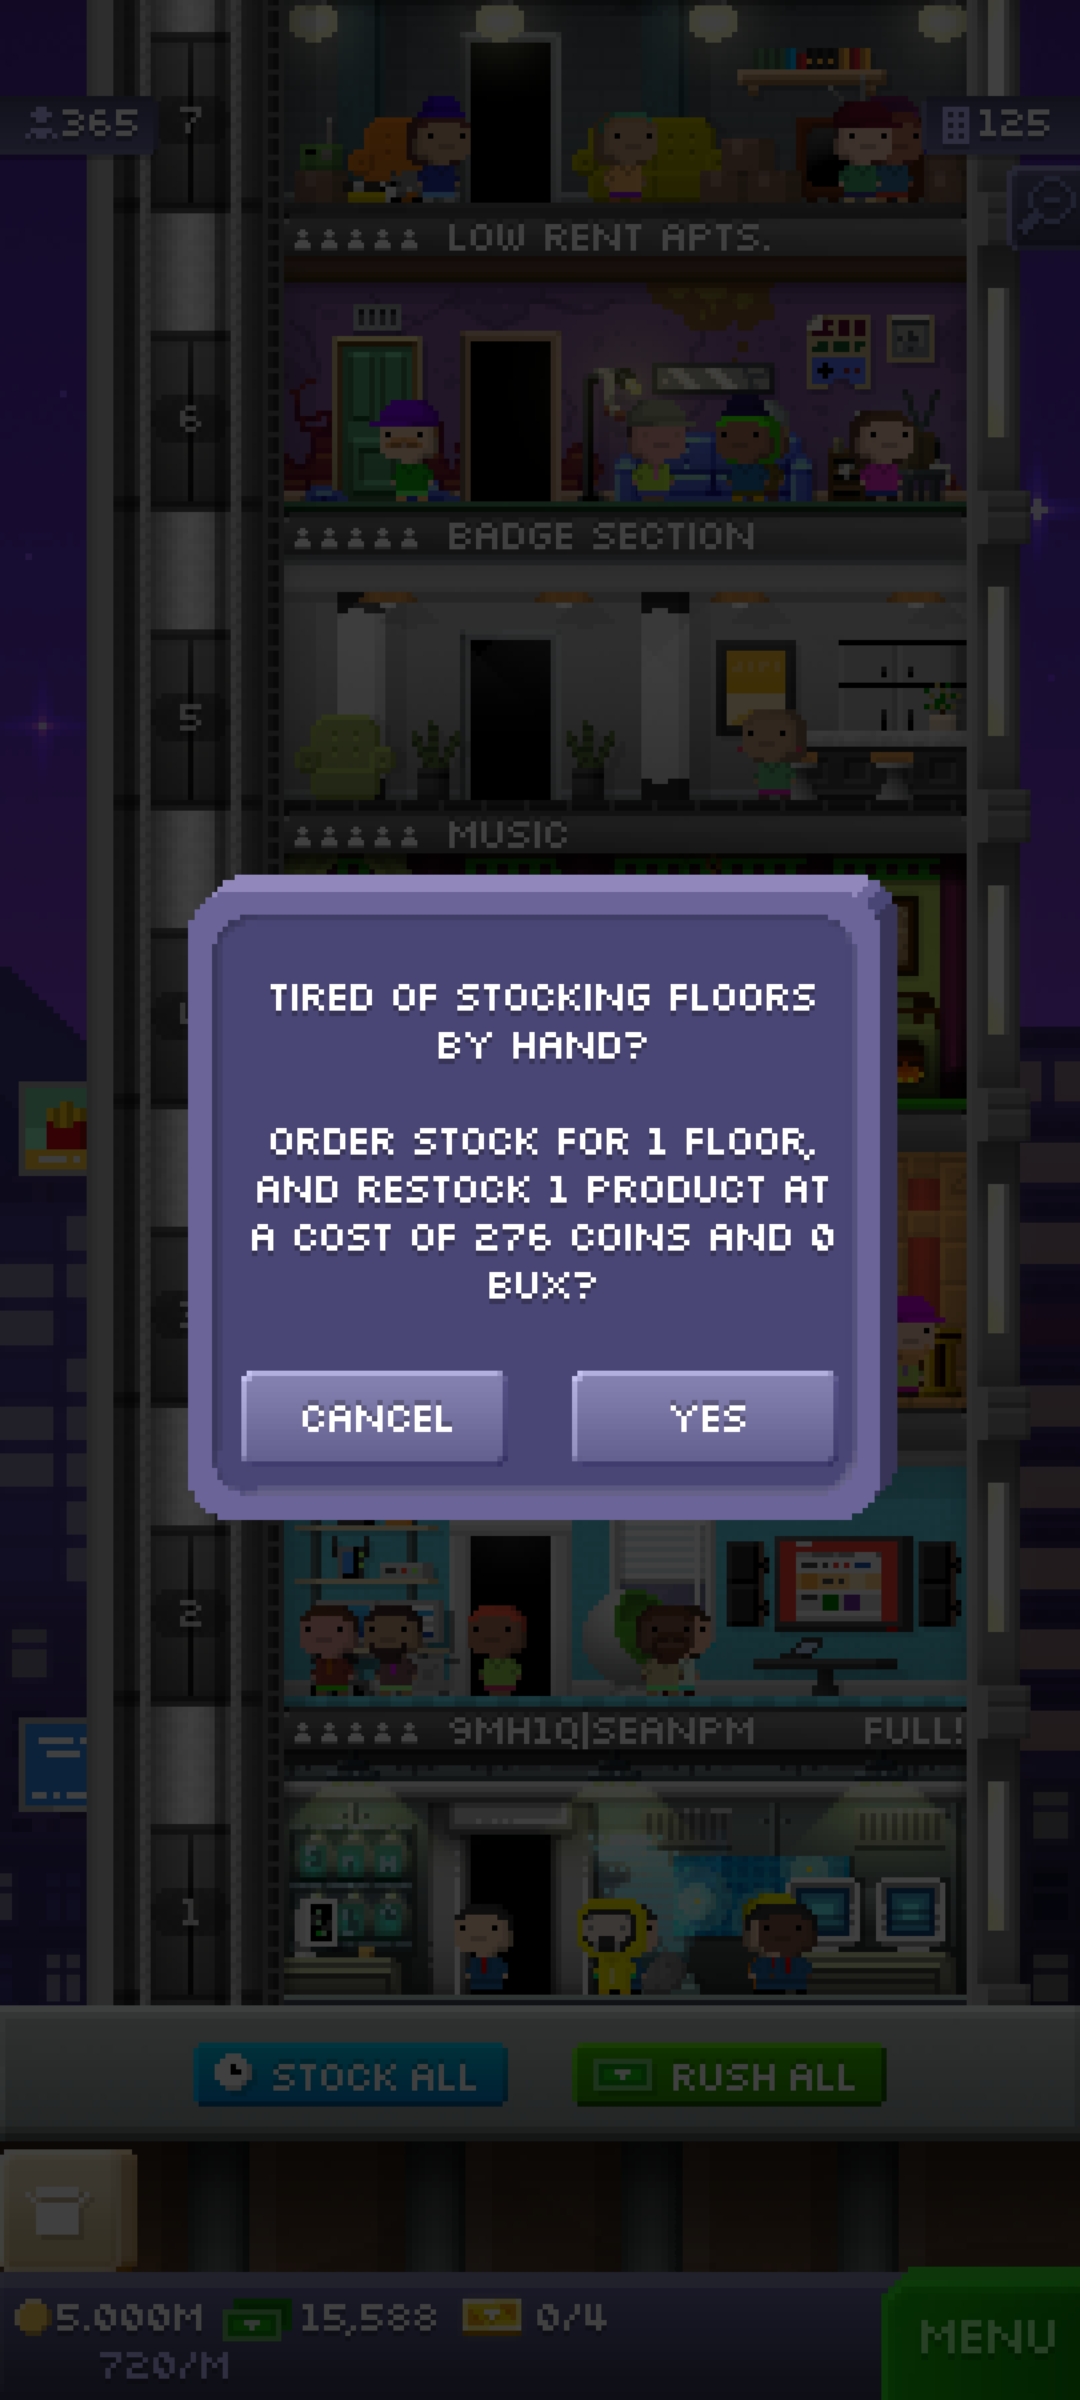 365
7
125
LOW RENT APTS.
6
BADGE SECTION
5
MUSIC
TIRED OF STOCKING FLOORS
BY HAND?
ORDER STOCK FOR 1 FLOOR,
AND RESTOCK 1 PRODUCT AT
A COST OF 276 COINS AND 0
BUX?
CANCEL
YES
2
9MH1Q|SEANPM
FULL!
1
STOCK ALL
RUSH ALL
5.000M
15,588
0/4
720/M
MENU